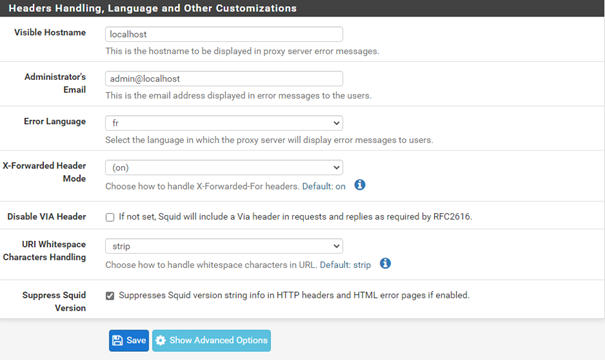 Headers Handling, Language and Other Customizations
Visible Hostname
localhost
This is the hostname to be displayed in proxy server error messages.
Administrator's
Email
admin@localhost
This is the email address displayed in error messages to the users.
Error Language
fr
Select the language in which the proxy server will display error messages to users.
X-Forwarded Header
Mode
(on)
Choose how to handle X-Forwarded-For headers. Default: on
Disable VIA Header
If not set, Squid will include a Via header in requests and replies as required by RFC2616.
URI Whitespace
Characters Handling
strip
Choose how to handle whitespace characters in URL. Default: strip
Suppress Squid
Version
Suppresses Squid version string info in HTTP headers and HTML error pages if enabled.
Save
Show Advanced Options